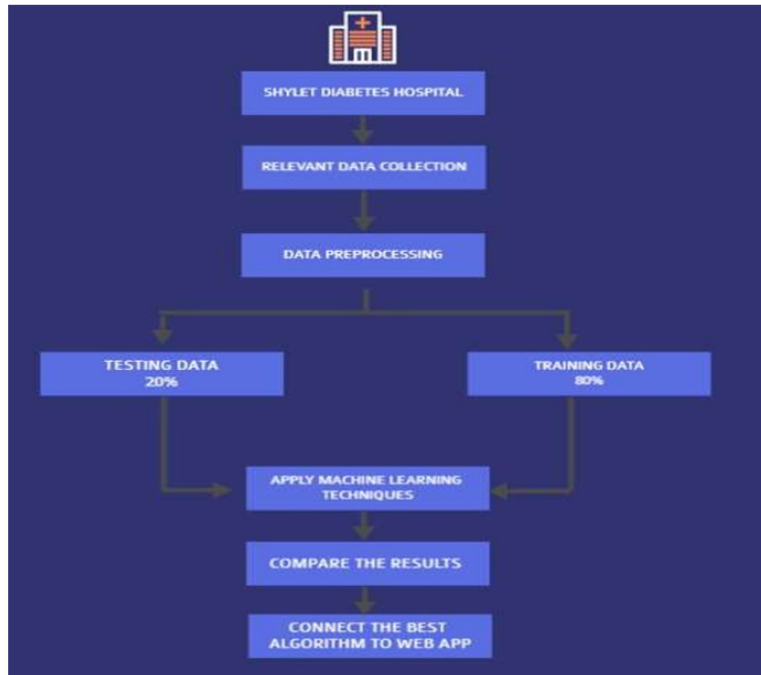 SHYLET DIABETES HOSPITAL
RELEVANT DATA COLLECTION
DATA PREPROCESSING
TESTING DATA
20%
TRAINING DATA
80%
APPLY MACHINE LEARNING
TECHNIQUES
COMPARE THE RESULTS
CONNECT THE BEST
ALGORITHM TO WEB APP